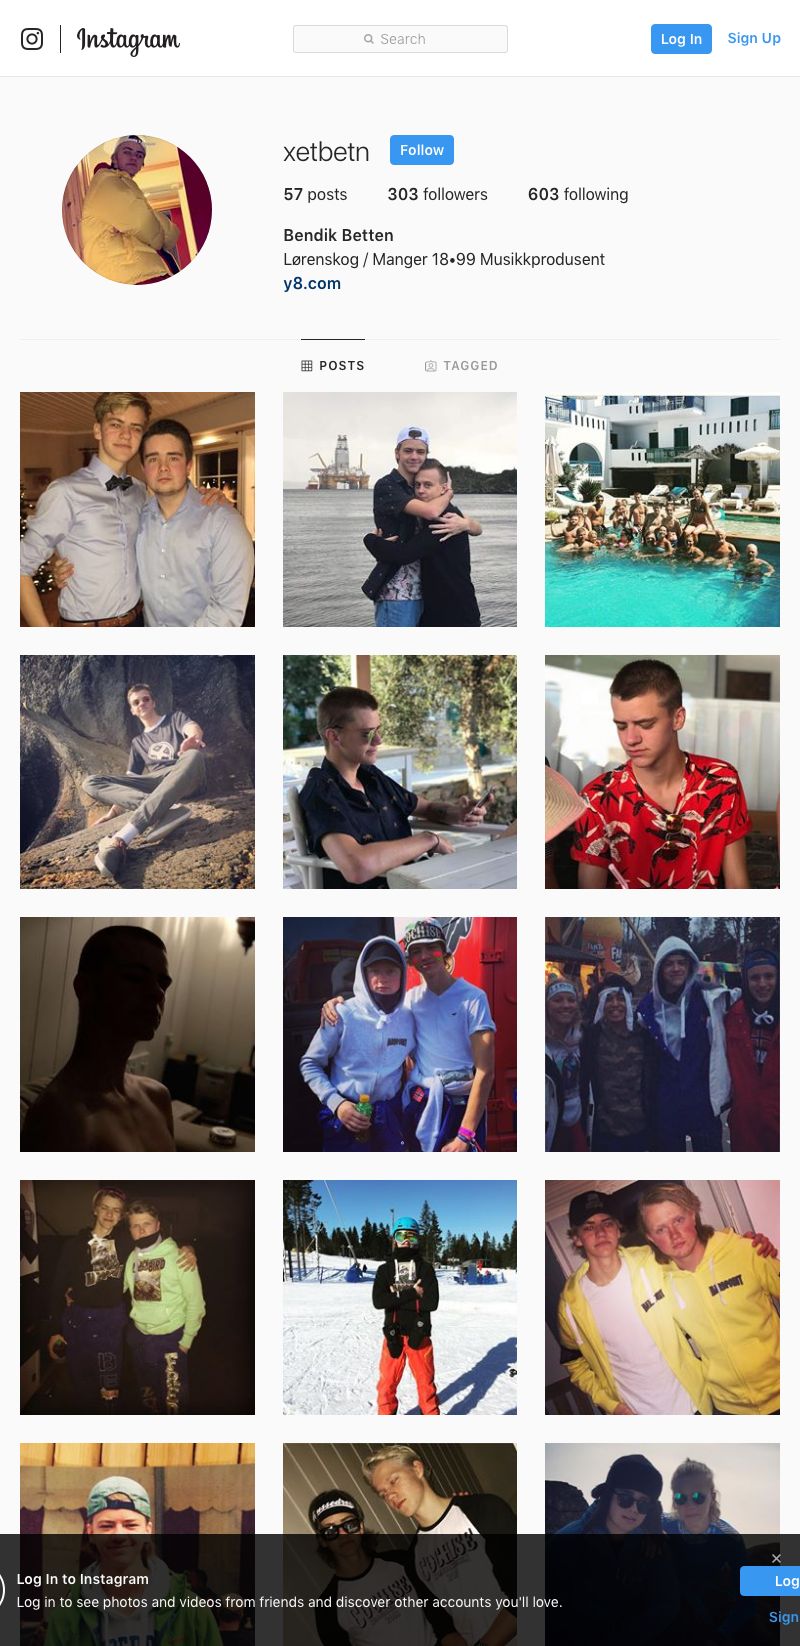 Instagram
Search
Log In
Sign Up
xetbetn
Follow
57 posts
303 followers
603 following
Bendik Betten
Lørenskog / Manger 18•99 Musikkprodusent
y8.com
POSTS
TAGGED
COCHISE
COCHISE
Log In to Instagram
Log in to see photos and videos from friends and discover other accounts you'll love.
Log
Sign